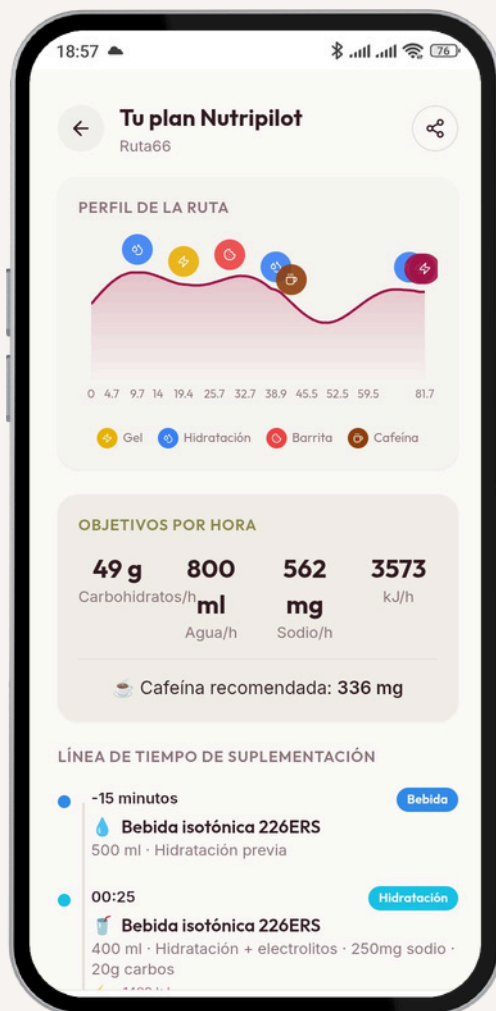 18:57
76
Tu plan Nutripilot
Ruta66
PERFIL DE LA RUTA
0 4.7 9.7 14 19.4 25.7 32.7 38.9 45.5 52.5 59.5 81.7
Gel Hidratación Barrita Cafeína
OBJETIVOS POR HORA
49 g
Carbohidratos/h
800
ml
Agua/h
562
mg
Sodio/h
3573
kJ/h
Cafeína recomendada: 336 mg
LÍNEA DE TIEMPO DE SUPLEMENTACIÓN
-15 minutos
Bebida
Bebida isotónica 226ERS
500 ml · Hidratación previa
00:25
Hidratación
Bebida isotónica 226ERS
400 ml · Hidratación + electrolitos · 250mg sodio ·
20g carbos